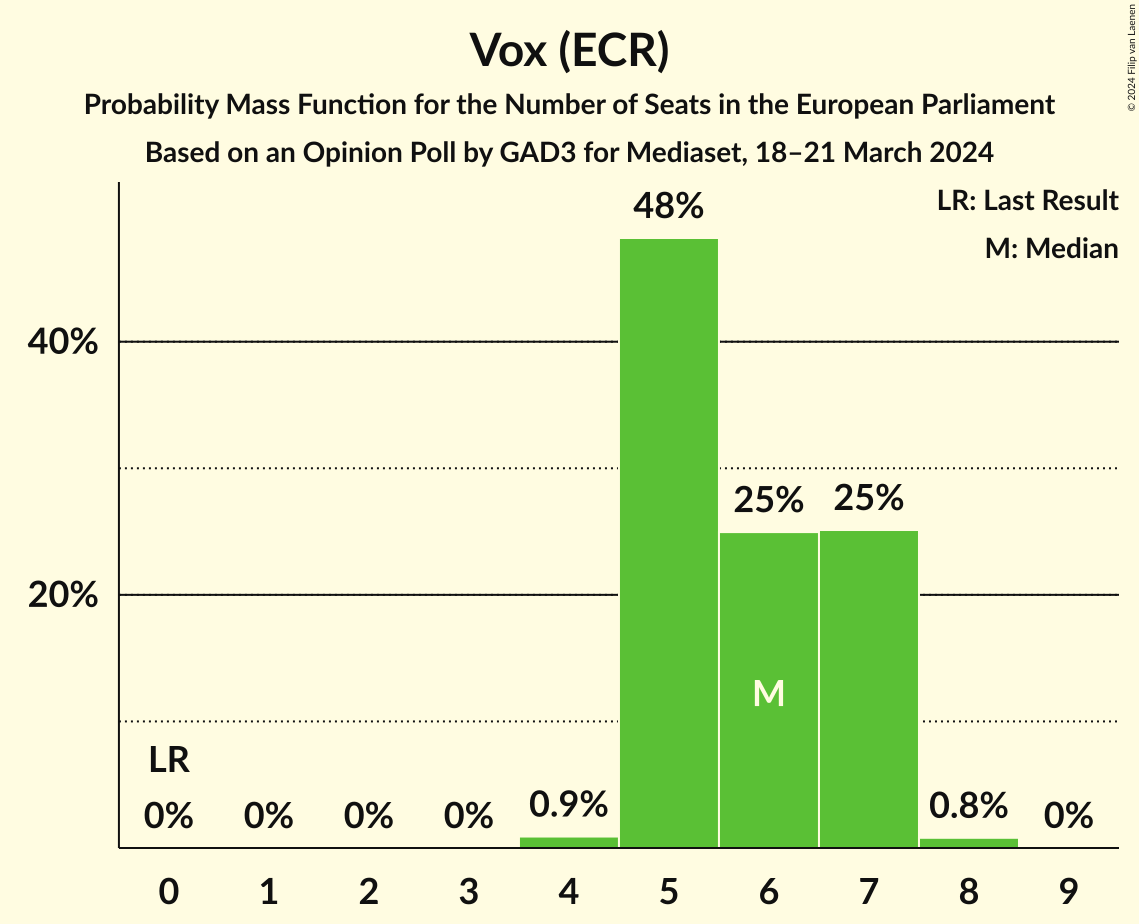 Vox (ECR)
Probability Mass Function for the Number of Seats in the European Parliament
Based on an Opinion Poll by GAD3 for Mediaset, 18–21 March 2024
© 2024 Filip van Laenen
LR: Last Result
M: Median
48%
40%
25%
25%
20%
M
LR
0%
0%
0%
0%
0.9%
0.8%
0%
0
1
2
3
4
5
6
7
8
9